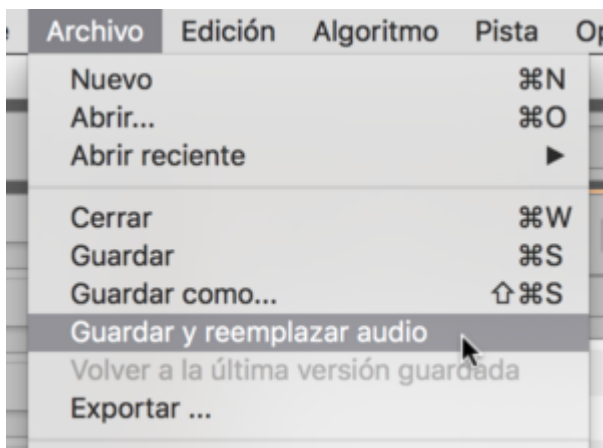 Archivo Edición Algoritmo Pista
Nuevo ⌘N
Abrir... ⌘O
Abrir reciente ▶
Cerrar ⌘W
Guardar ⌘S
Guardar como... ⇧⌘S
Guardar y reemplazar audio
Volver a la última versión guardada
Exportar ...